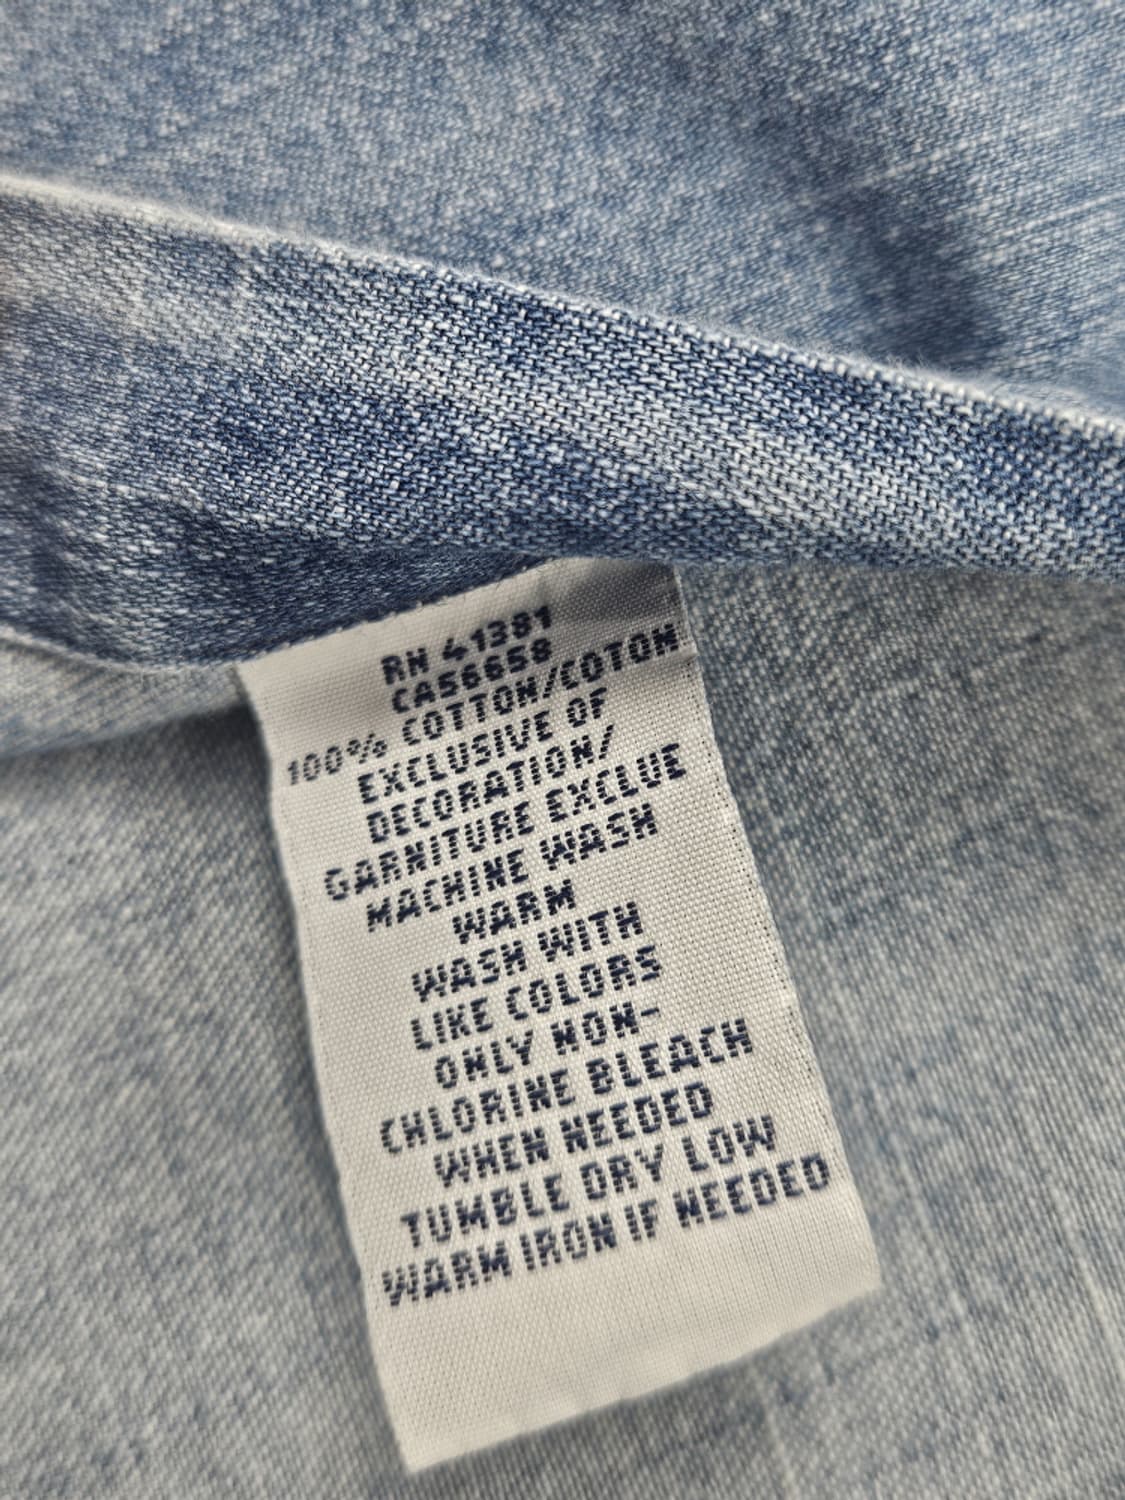 RN 41381
CA56658
100% COTTON/COTON
EXCLUSIVE OF
DECORATION/
GARNITURE EXCLUE
MACHINE WASH
WARM
WASH WITH
LIKE COLORS
ONLY NON-
CHLORINE BLEACH
WHEN NEEDED
TUMBLE DRY LOW
WARM IRON IF NEEDED